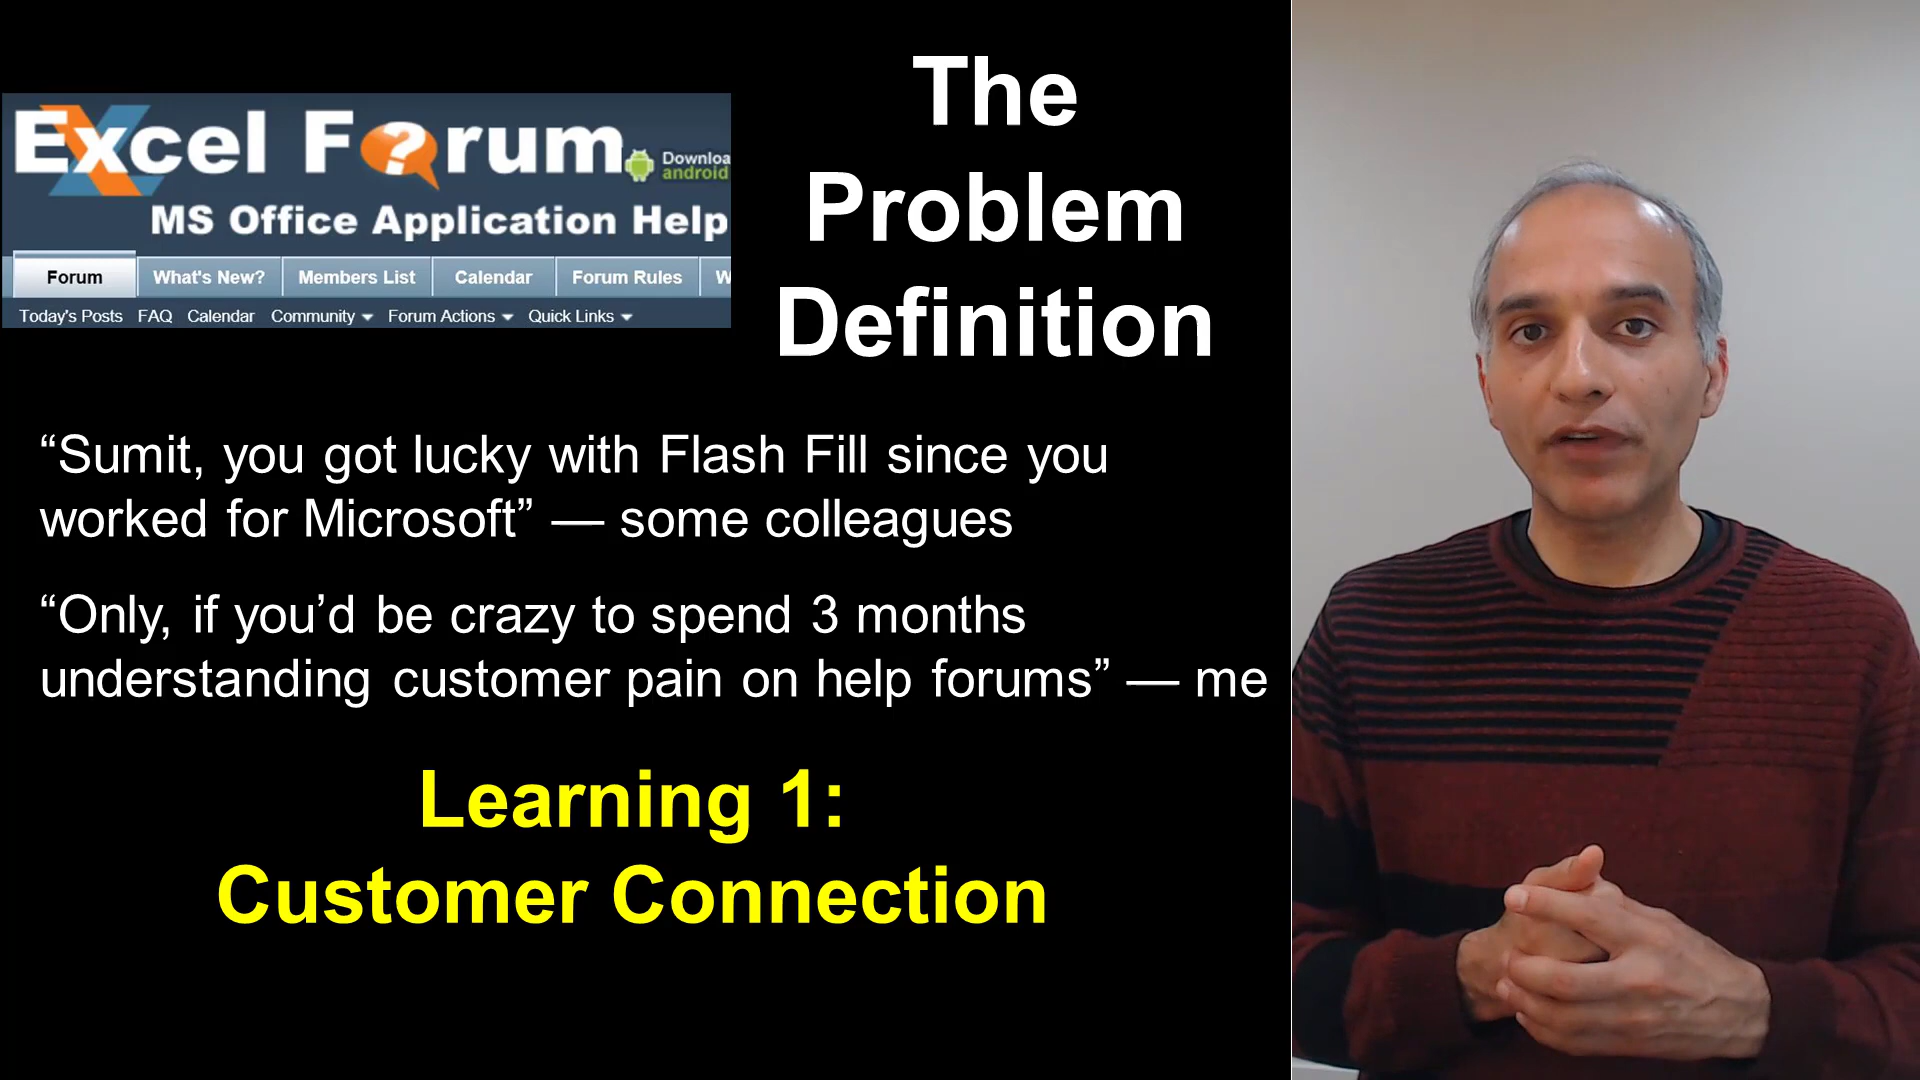 Excel Forum
Downloa
android
MS Office Application Help
Forum What's New? Members List Calendar Forum Rules W
Today's Posts FAQ Calendar Community Forum Actions Quick Links
The
Problem
Definition
“Sumit, you got lucky with Flash Fill since you
worked for Microsoft” — some colleagues
“Only, if you’d be crazy to spend 3 months
understanding customer pain on help forums” — me
Learning 1:
Customer Connection